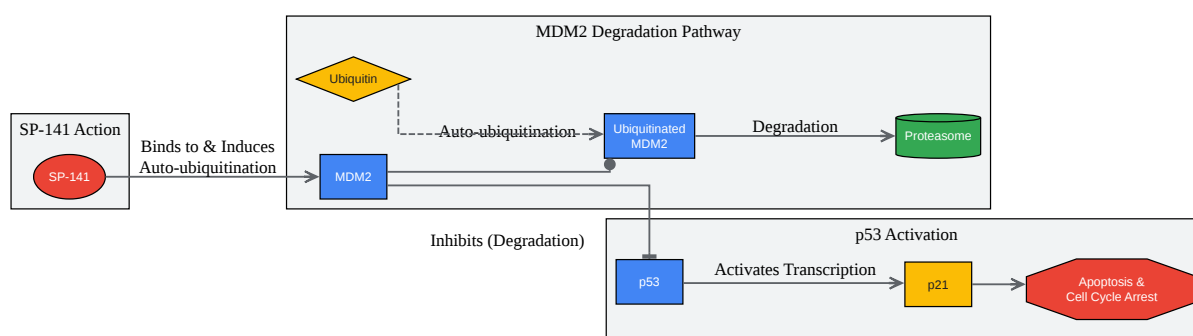 MDM2 Degradation Pathway
Ubiquitin
SP-141 Action
Binds to & Induces
Auto-ubiquitination
SP-141
MDM2
Auto-ubiquitination
Ubiquitinated
MDM2
Degradation
Proteasome
Inhibits (Degradation)
p53 Activation
p53
Activates Transcription
p21
Apoptosis &
Cell Cycle Arrest